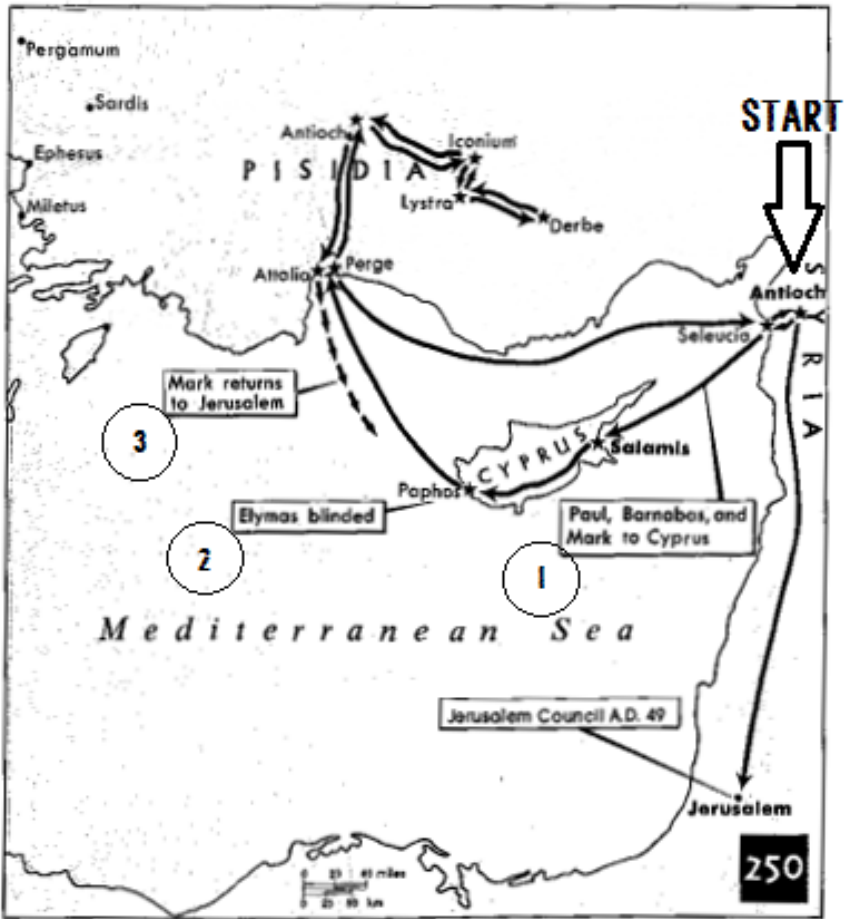 Pergamum
Sardis
START
Antioch
Iconium
Ephesus
PISIDIA
Lystra
Miletus
Derbe
Attalia
Perge
Antioch
SYRIA
Seleucia
Mark returns
to Jerusalem
3
CYPRUS
Salamis
Paphos
Elymas blinded
Paul, Barnabas, and
Mark to Cyprus
2
1
Mediterranean Sea
Jerusalem Council A.D. 49
Jerusalem
250
miles
km